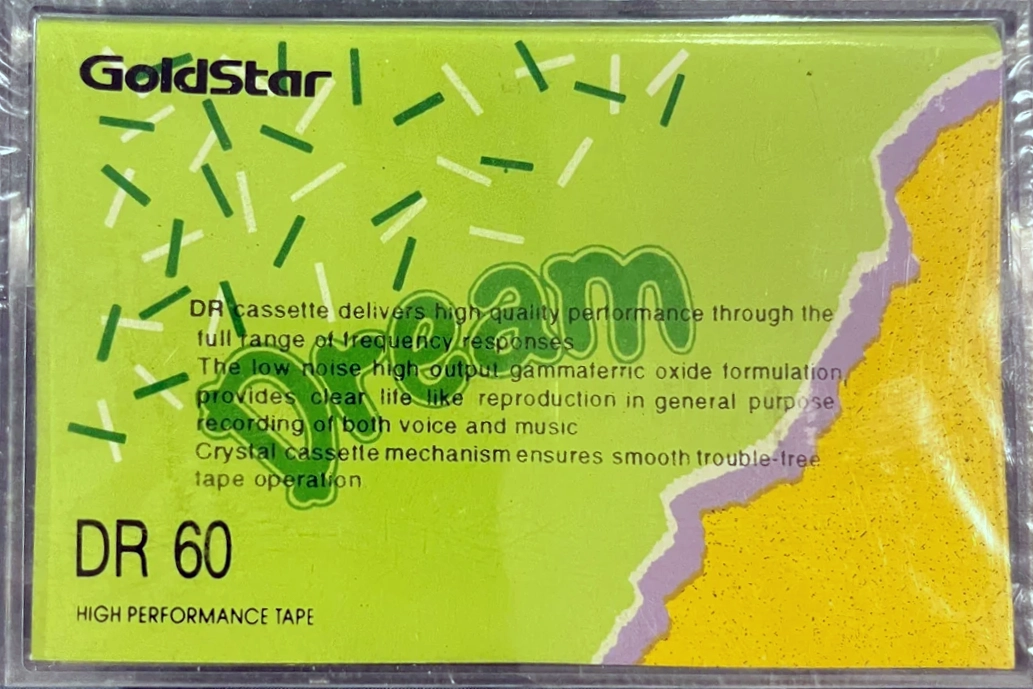 GoldStar
Dream
DR cassette delivers high quality performance through the
full range of frequency responses
The low noise high output gammaferric oxide formulation
provides clear life like reproduction in general purpose
recording of both voice and music
Crystal cassette mechanism ensures smooth trouble-free
tape operation
DR 60
HIGH PERFORMANCE TAPE